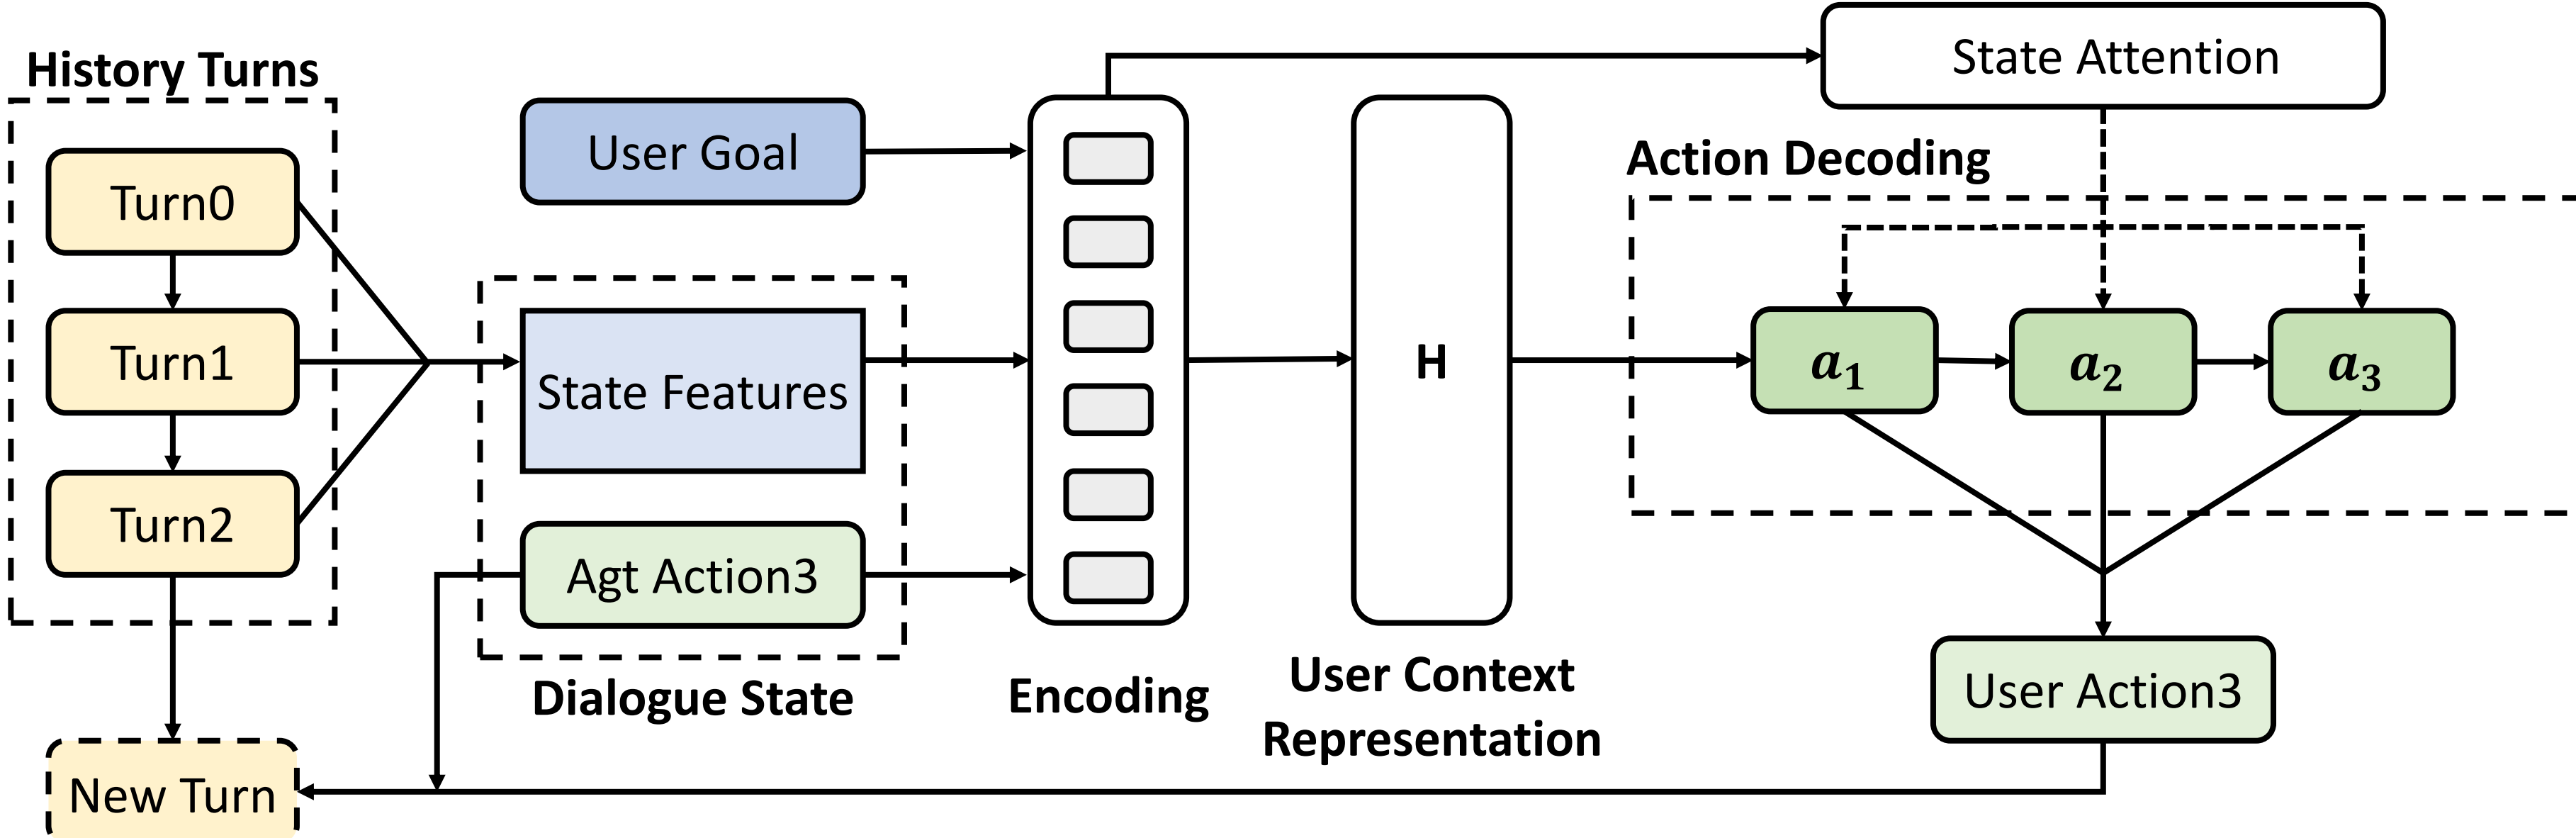 History Turns
Turn0
Turn1
Turn2
New Turn
User Goal
State Features
Agt Action3
Dialogue State
Encoding
H
User Context
Representation
State Attention
Action Decoding
a₁
a₂
a₃
User Action3